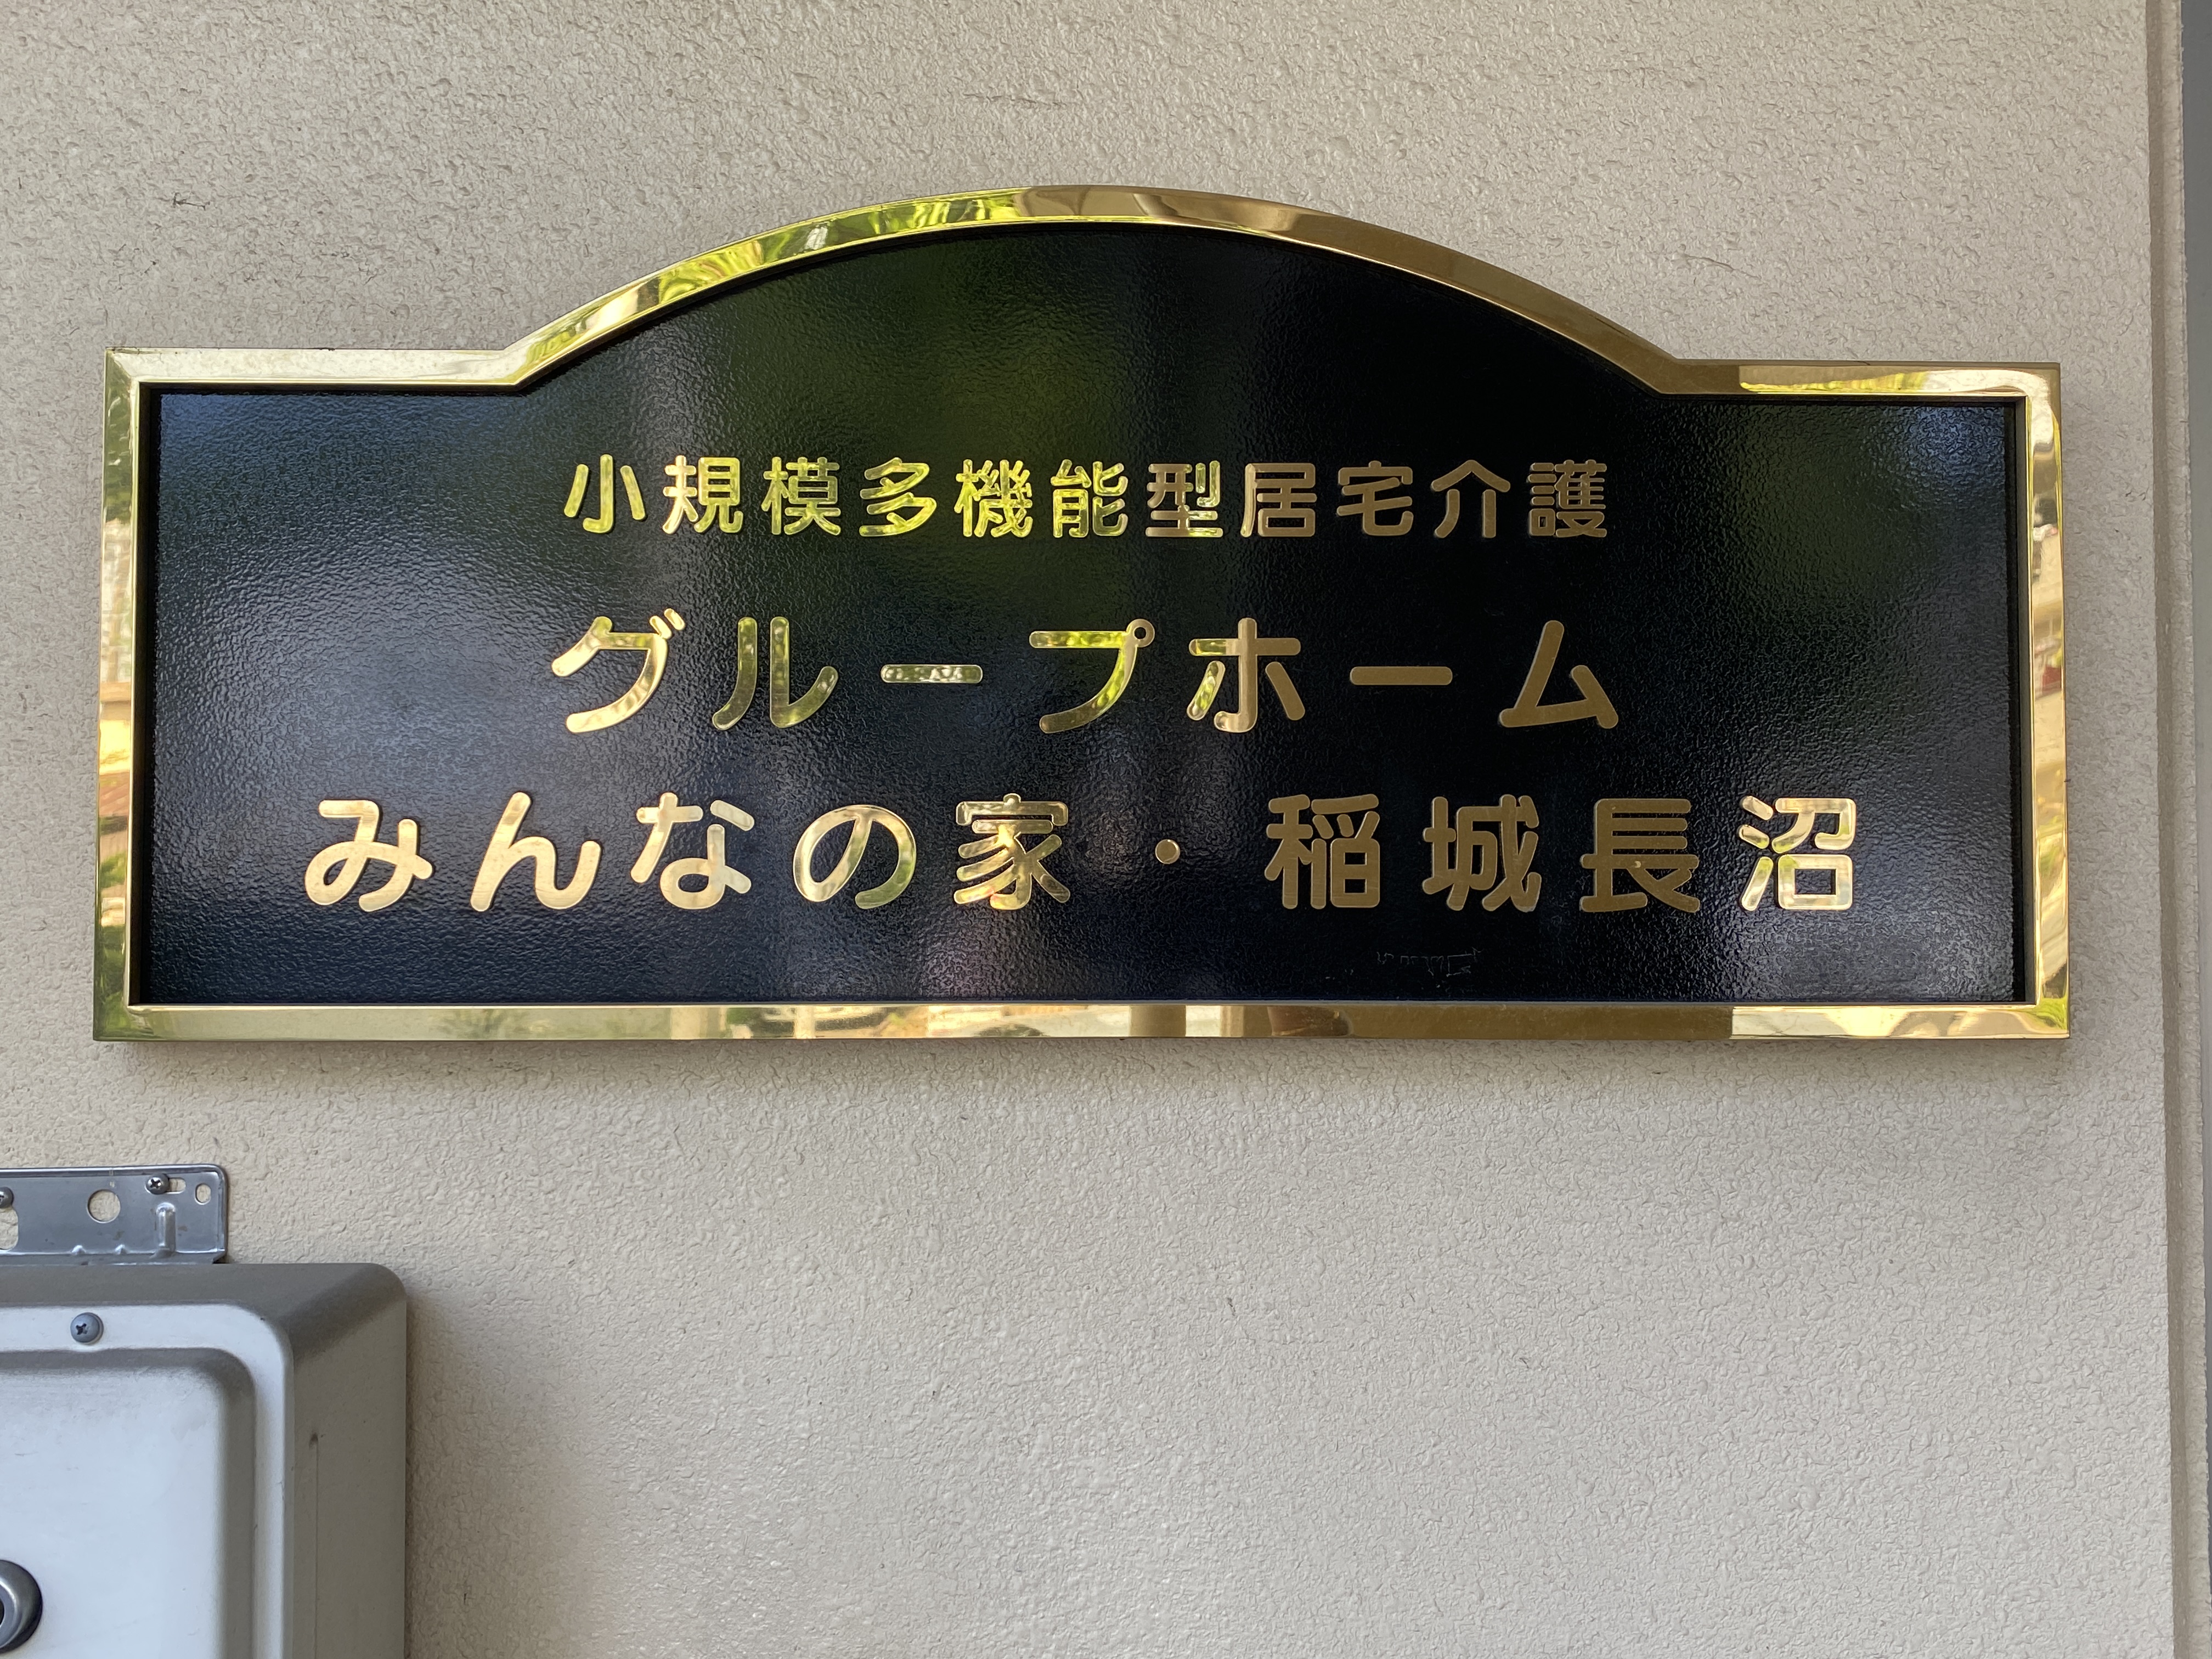 小規模多機能型居宅介護
グループホーム
みんなの家・稲城長沼